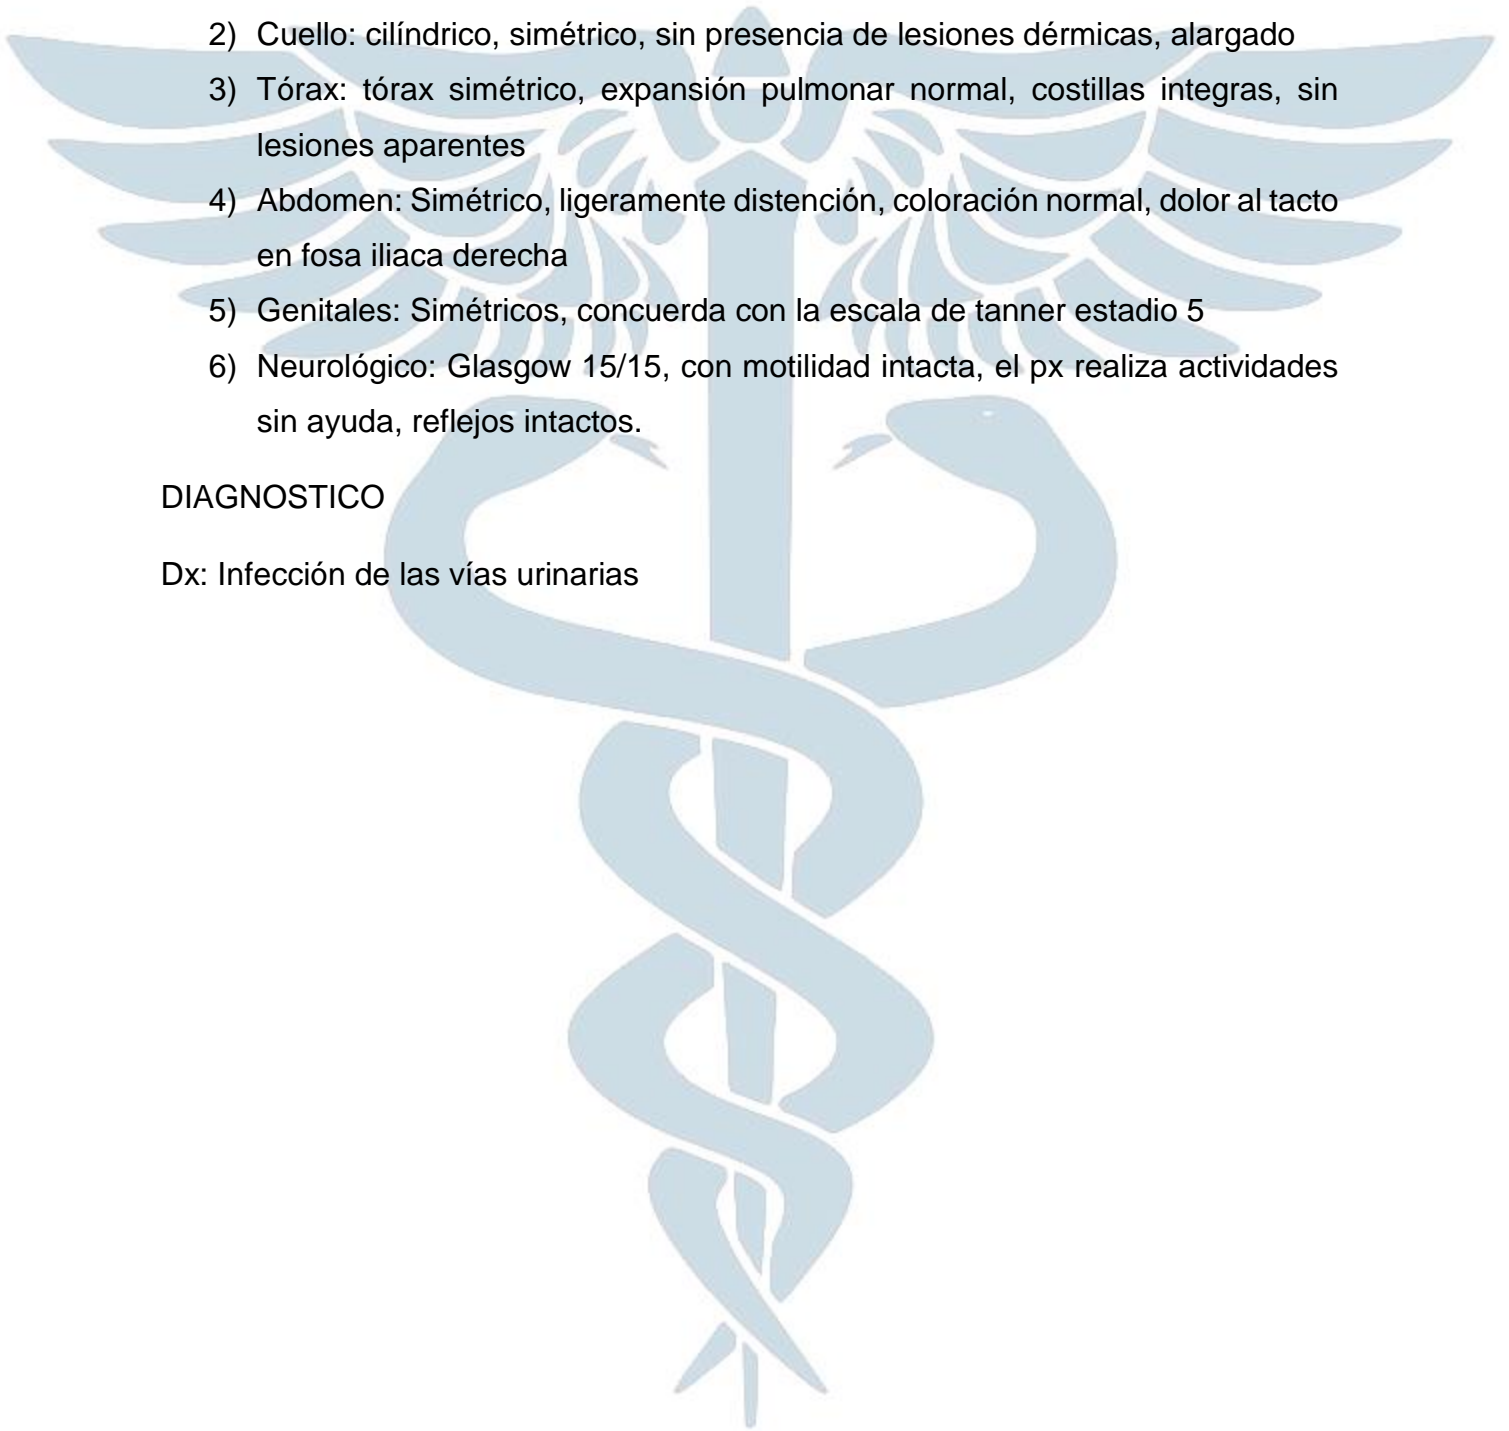 2) Cuello: cilíndrico, simétrico, sin presencia de lesiones dérmicas, alargado
3) Tórax: tórax simétrico, expansión pulmonar normal, costillas integras, sin
lesiones aparentes
4) Abdomen: Simétrico, ligeramente distención, coloración normal, dolor al tacto
en fosa iliaca derecha
5) Genitales: Simétricos, concuerda con la escala de tanner estadio 5
6) Neurológico: Glasgow 15/15, con motilidad intacta, el px realiza actividades
sin ayuda, reflejos intactos.
DIAGNOSTICO
Dx: Infección de las vías urinarias